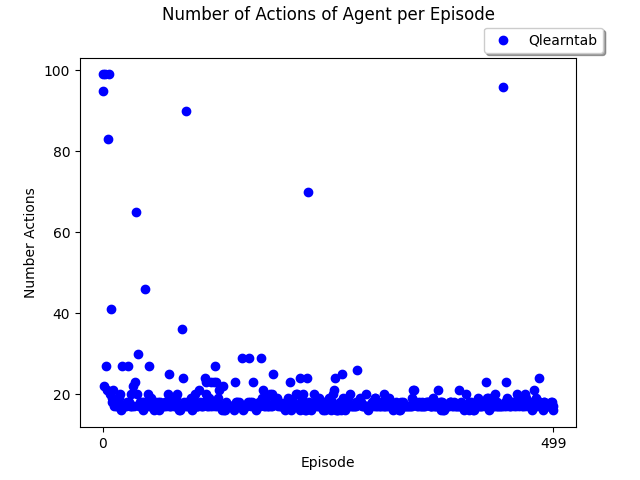 Number of Actions of Agent per Episode
Qlearntab
100
80
60
40
20
Number Actions
0 499
Episode